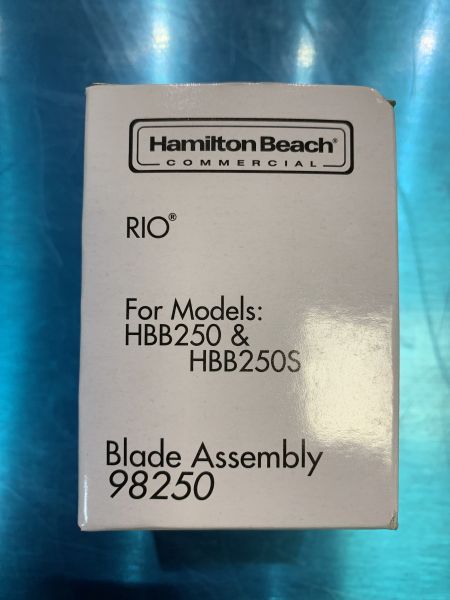 Hamilton Beach®
COMMERCIAL
RIO®
For Models:
HBB250 &
HBB250S
Blade Assembly
98250